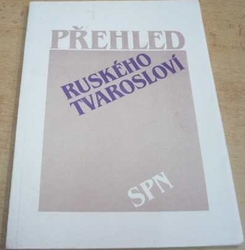 PŘEHLED
RUSKÉHO
TVAROSLOVÍ
SPN